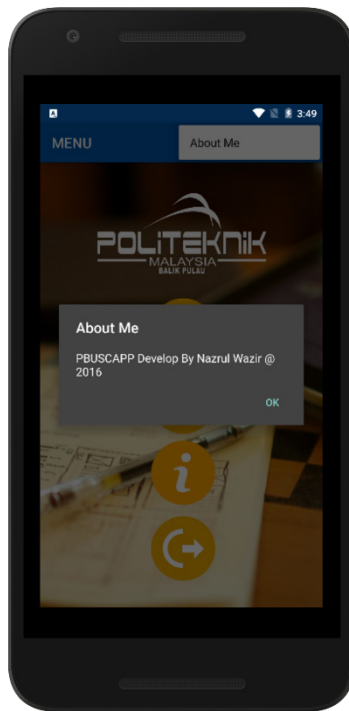 3:49
MENU
About Me
POLITEKNIK
MALAYSIA
BALIK PULAU
About Me
PBUSCAPP Develop By Nazrul Wazir @
2016
OK